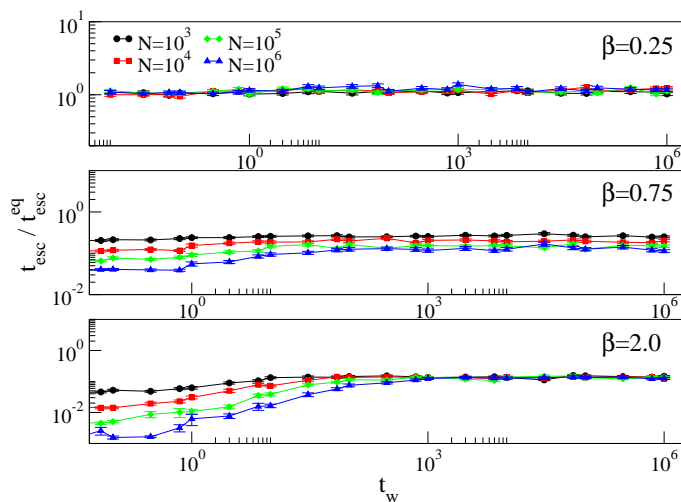 10¹
N=10³ N=10⁵
N=10⁴ N=10⁶
β=0.25
10⁰
10⁰ 10³ 10⁶
t_esc / t_esc^eq
10⁰
β=0.75
10⁻²
10⁰ 10³ 10⁶
10⁰
β=2.0
10⁻²
10⁰ 10³ 10⁶
t_w